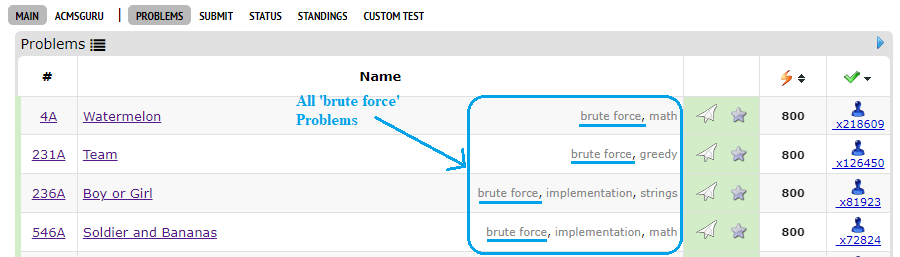 MAIN ACMSGURU | PROBLEMS SUBMIT STATUS STANDINGS CUSTOM TEST
Problems
# Name
All 'brute force'
Problems
4A Watermelon brute force, math 800 x218609
231A Team brute force, greedy 800 x126450
236A Boy or Girl brute force, implementation, strings 800 x81923
546A Soldier and Bananas brute force, implementation, math 800 x72824